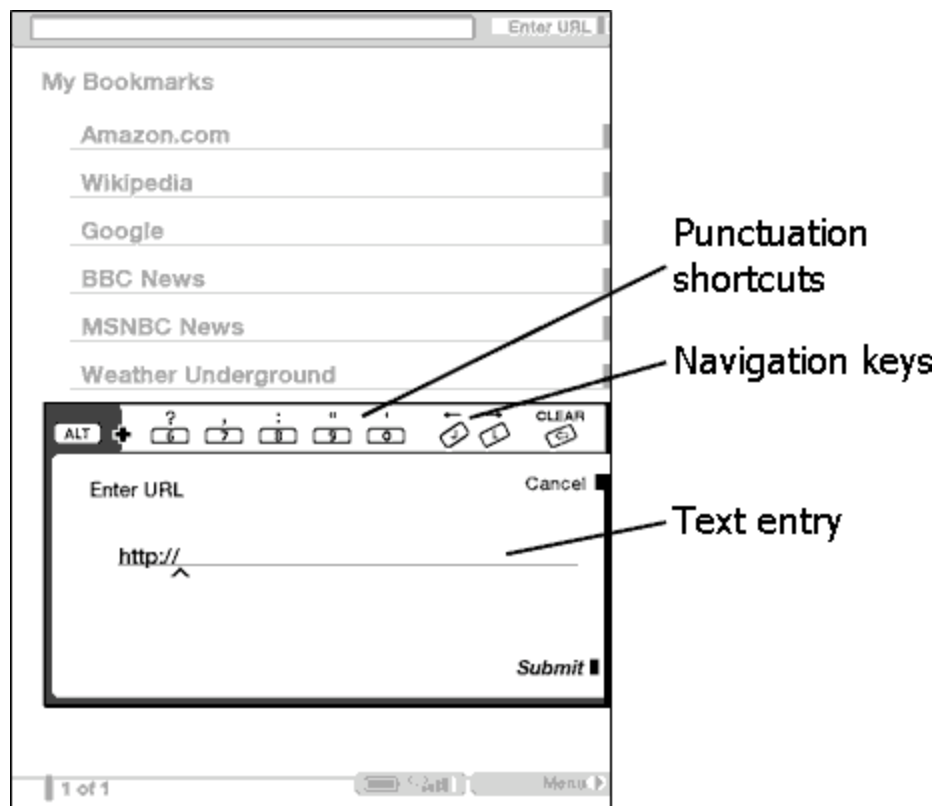 Enter URL
My Bookmarks
Amazon.com
Wikipedia
Google
BBC News
MSNBC News
Weather Underground
Punctuation
shortcuts
Navigation keys
? , : " ' ← → CLEAR
ALT + 6 7 8 9 0
Enter URL
Cancel
http://
Text entry
Submit
1 of 1
Menu